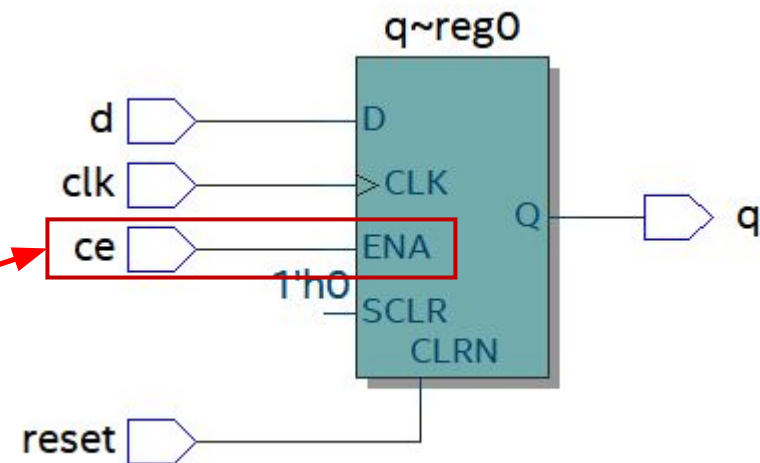 q~reg0
d
D
clk
CLK
Q
q
ce
ENA
1'h0
SCLR
CLRN
reset